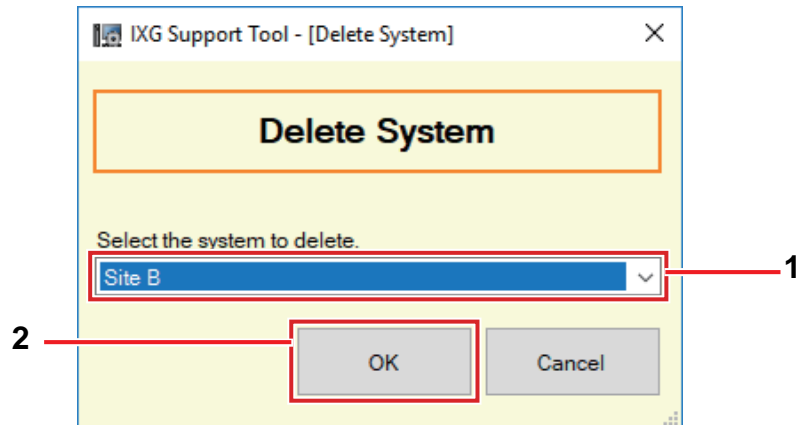 IXG Support Tool - [Delete System]
Delete System
Select the system to delete.
Site B
1
2
OK
Cancel